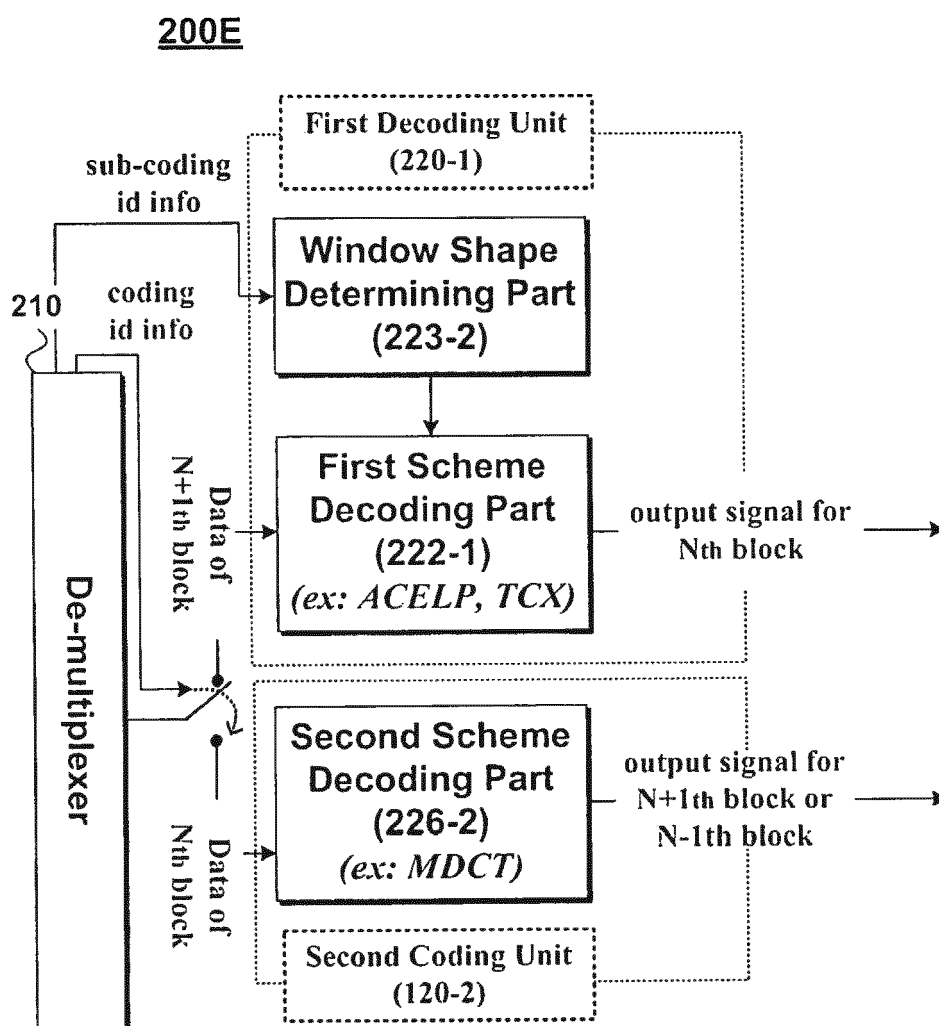 200E
First Decoding Unit
(220-1)
sub-coding
id info
Window Shape
Determining Part
(223-2)
210
coding
id info
De-multiplexer
Data of
N+1th block
First Scheme
Decoding Part
(222-1)
(ex: ACELP, TCX)
output signal for
Nth block
Data of
Nth block
Second Scheme
Decoding Part
(226-2)
(ex: MDCT)
output signal for
N+1th block or
N-1th block
Second Coding Unit
(120-2)